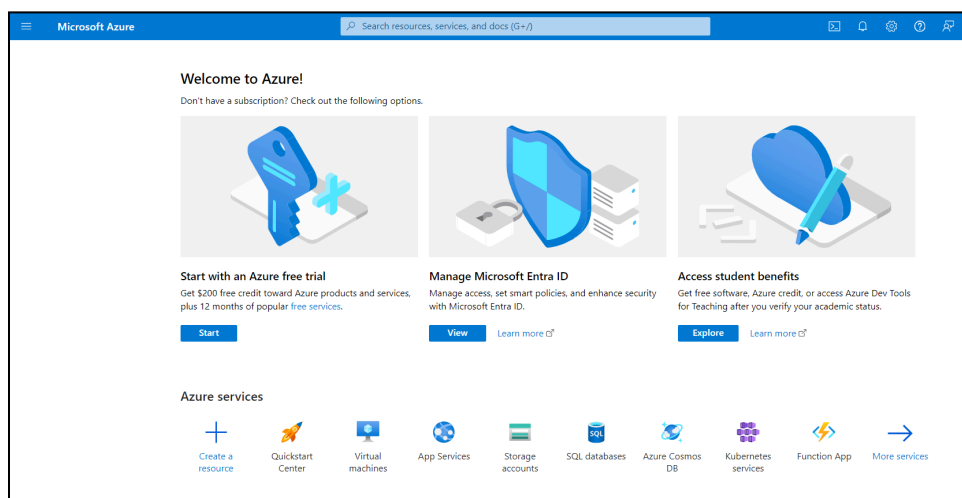 Microsoft Azure
Search resources, services, and docs (G+/)
Welcome to Azure!
Don't have a subscription? Check out the following options.
Start with an Azure free trial
Get $200 free credit toward Azure products and services,
plus 12 months of popular free services.
Start
Manage Microsoft Entra ID
Manage access, set smart policies, and enhance security
with Microsoft Entra ID.
View
Learn more
Access student benefits
Get free software, Azure credit, or access Azure Dev Tools
for Teaching after you verify your academic status.
Explore
Learn more
Azure services
Create a
resource
Quickstart
Center
Virtual
machines
App Services
Storage
accounts
SQL
SQL databases
Azure Cosmos
DB
Kubernetes
services
Function App
More services